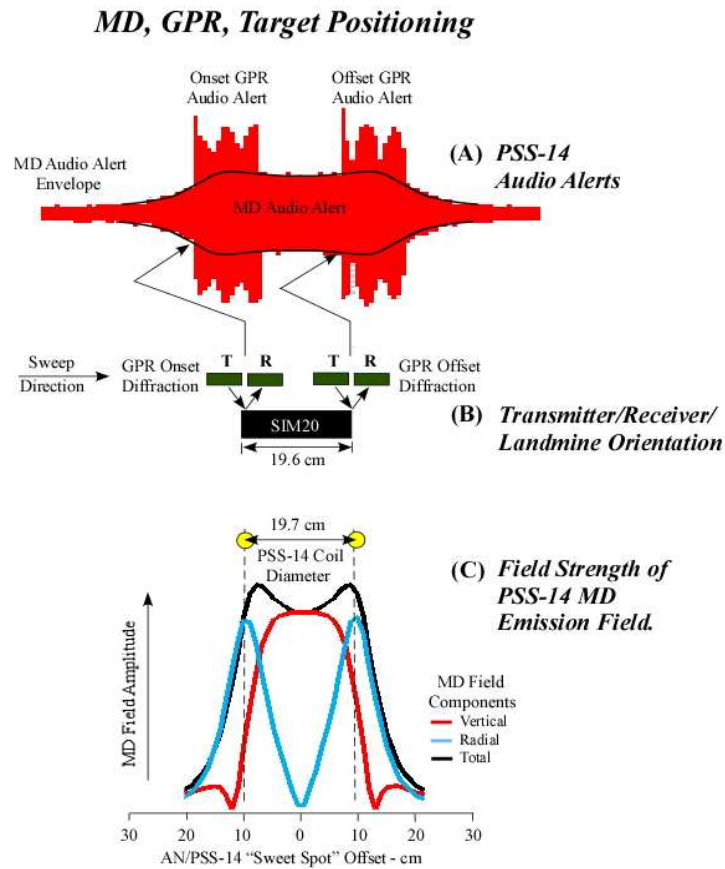 MD, GPR, Target Positioning
Onset GPR
Audio Alert
Offset GPR
Audio Alert
MD Audio Alert
Envelope
MD Audio Alert
(A) PSS-14
Audio Alerts
Sweep
Direction
GPR Onset
Diffraction
T R
T R
GPR Offset
Diffraction
SIM20
19.6 cm
(B) Transmitter/Receiver/
Landmine Orientation
19.7 cm
PSS-14 Coil
Diameter
(C) Field Strength of
PSS-14 MD
Emission Field.
MD Field Amplitude
MD Field
Components
Vertical
Radial
Total
30 20 10 0 10 20 30
AN/PSS-14 “Sweet Spot” Offset - cm